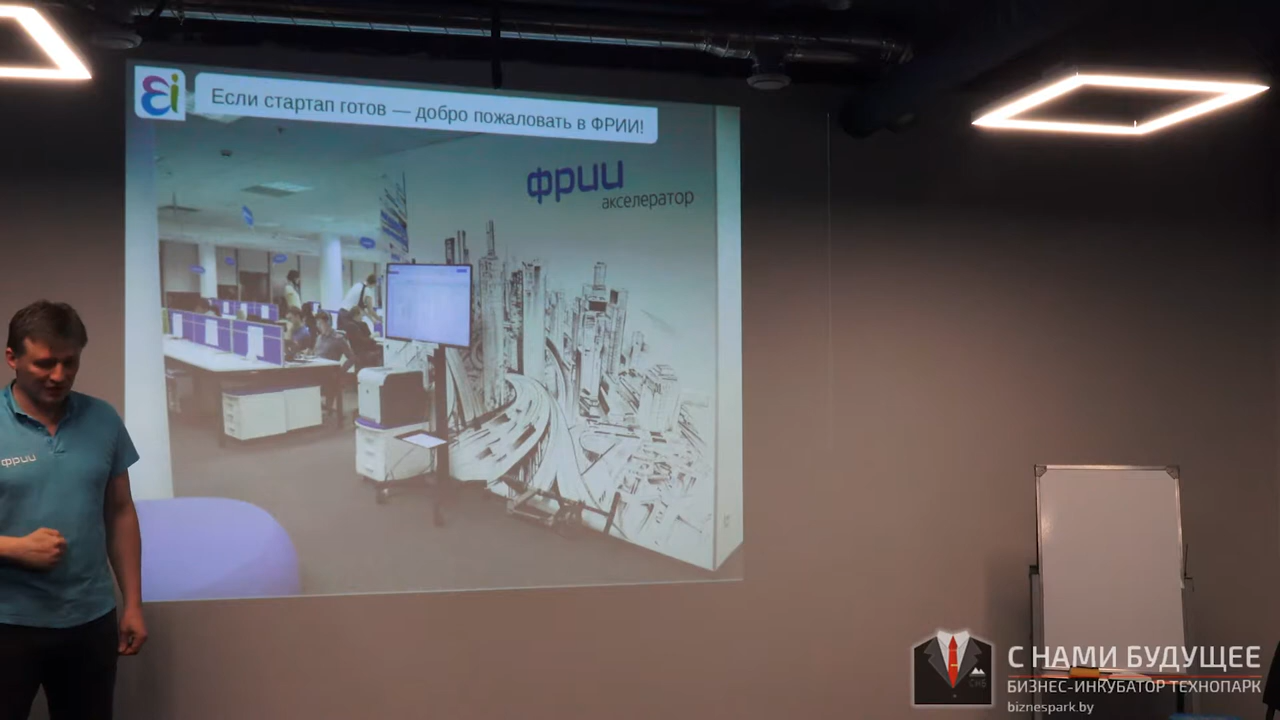 Если стартап готов — добро пожаловать в ФРИИ!
фрии
акселератор
фрии
С НАМИ БУДУЩЕЕ
БИЗНЕС-ИНКУБАТОР ТЕХНОПАРК
biznespark.by